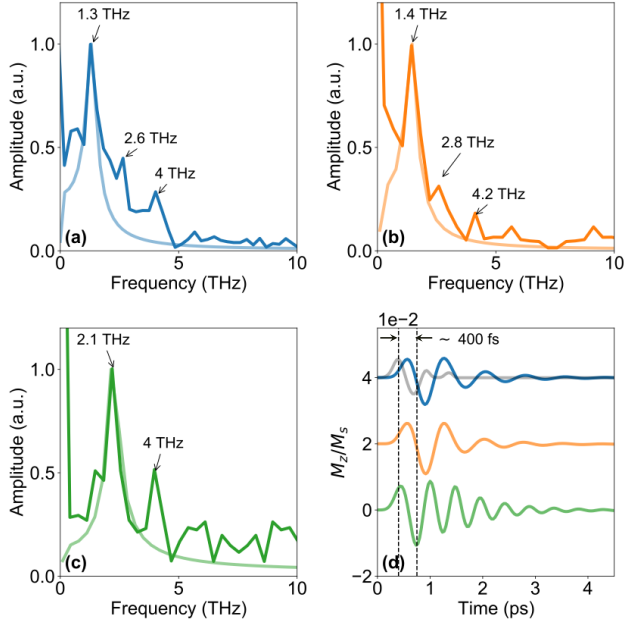 1.3 THz
1.0
2.6 THz
4 THz
0.5
0.0
(a)
0
5
10
Amplitude (a.u.)
Frequency (THz)
1.4 THz
1.0
2.8 THz
4.2THz
0.5
0.0
(b)
0
5
10
Amplitude (a.u.)
Frequency (THz)
2.1 THz
1.0
4 THz
0.5
0.0
(c)
0
5
10
Amplitude (a.u.)
Frequency (THz)
1e−2
~ 400 fs
4
2
0
−2
(d)
0
1
2
3
4
M_z/M_s
Time (ps)